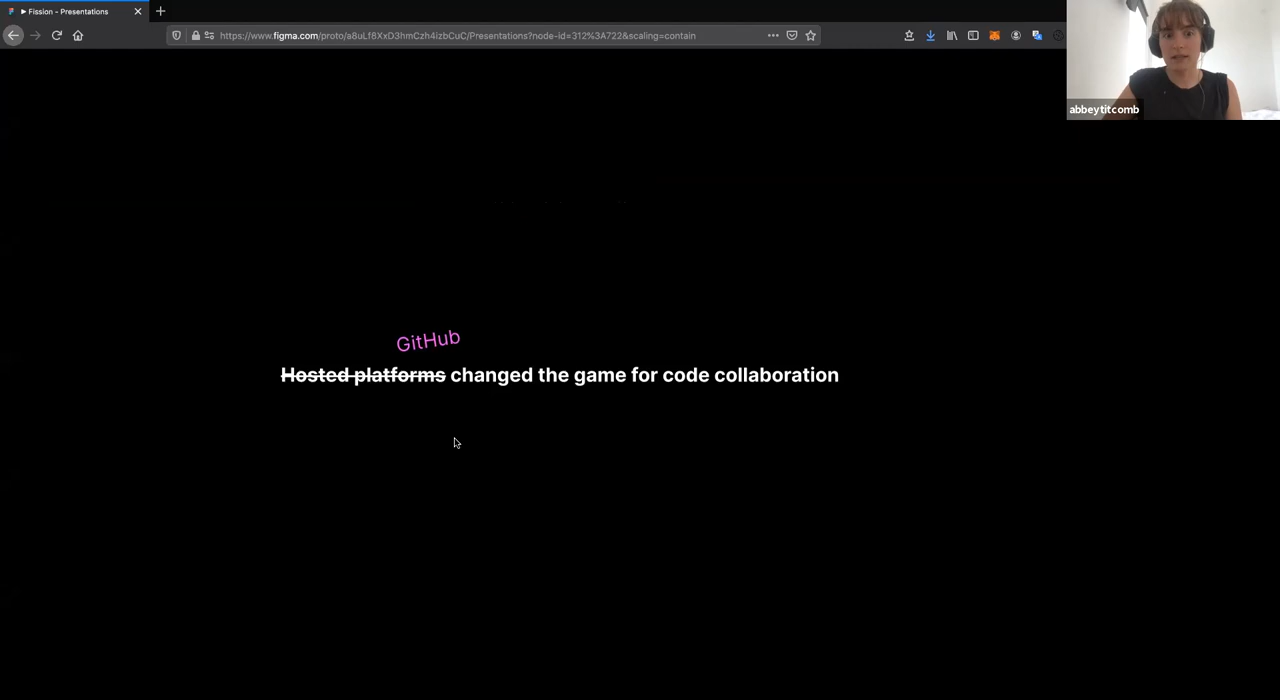 ▶ Fission – Presentations
https://www.figma.com/proto/a8uLf8XxD3hmCzh4izbCuC/Presentations?node-id=312%3A722&scaling=contain
abbeytitcomb
GitHub
Hosted platforms changed the game for code collaboration